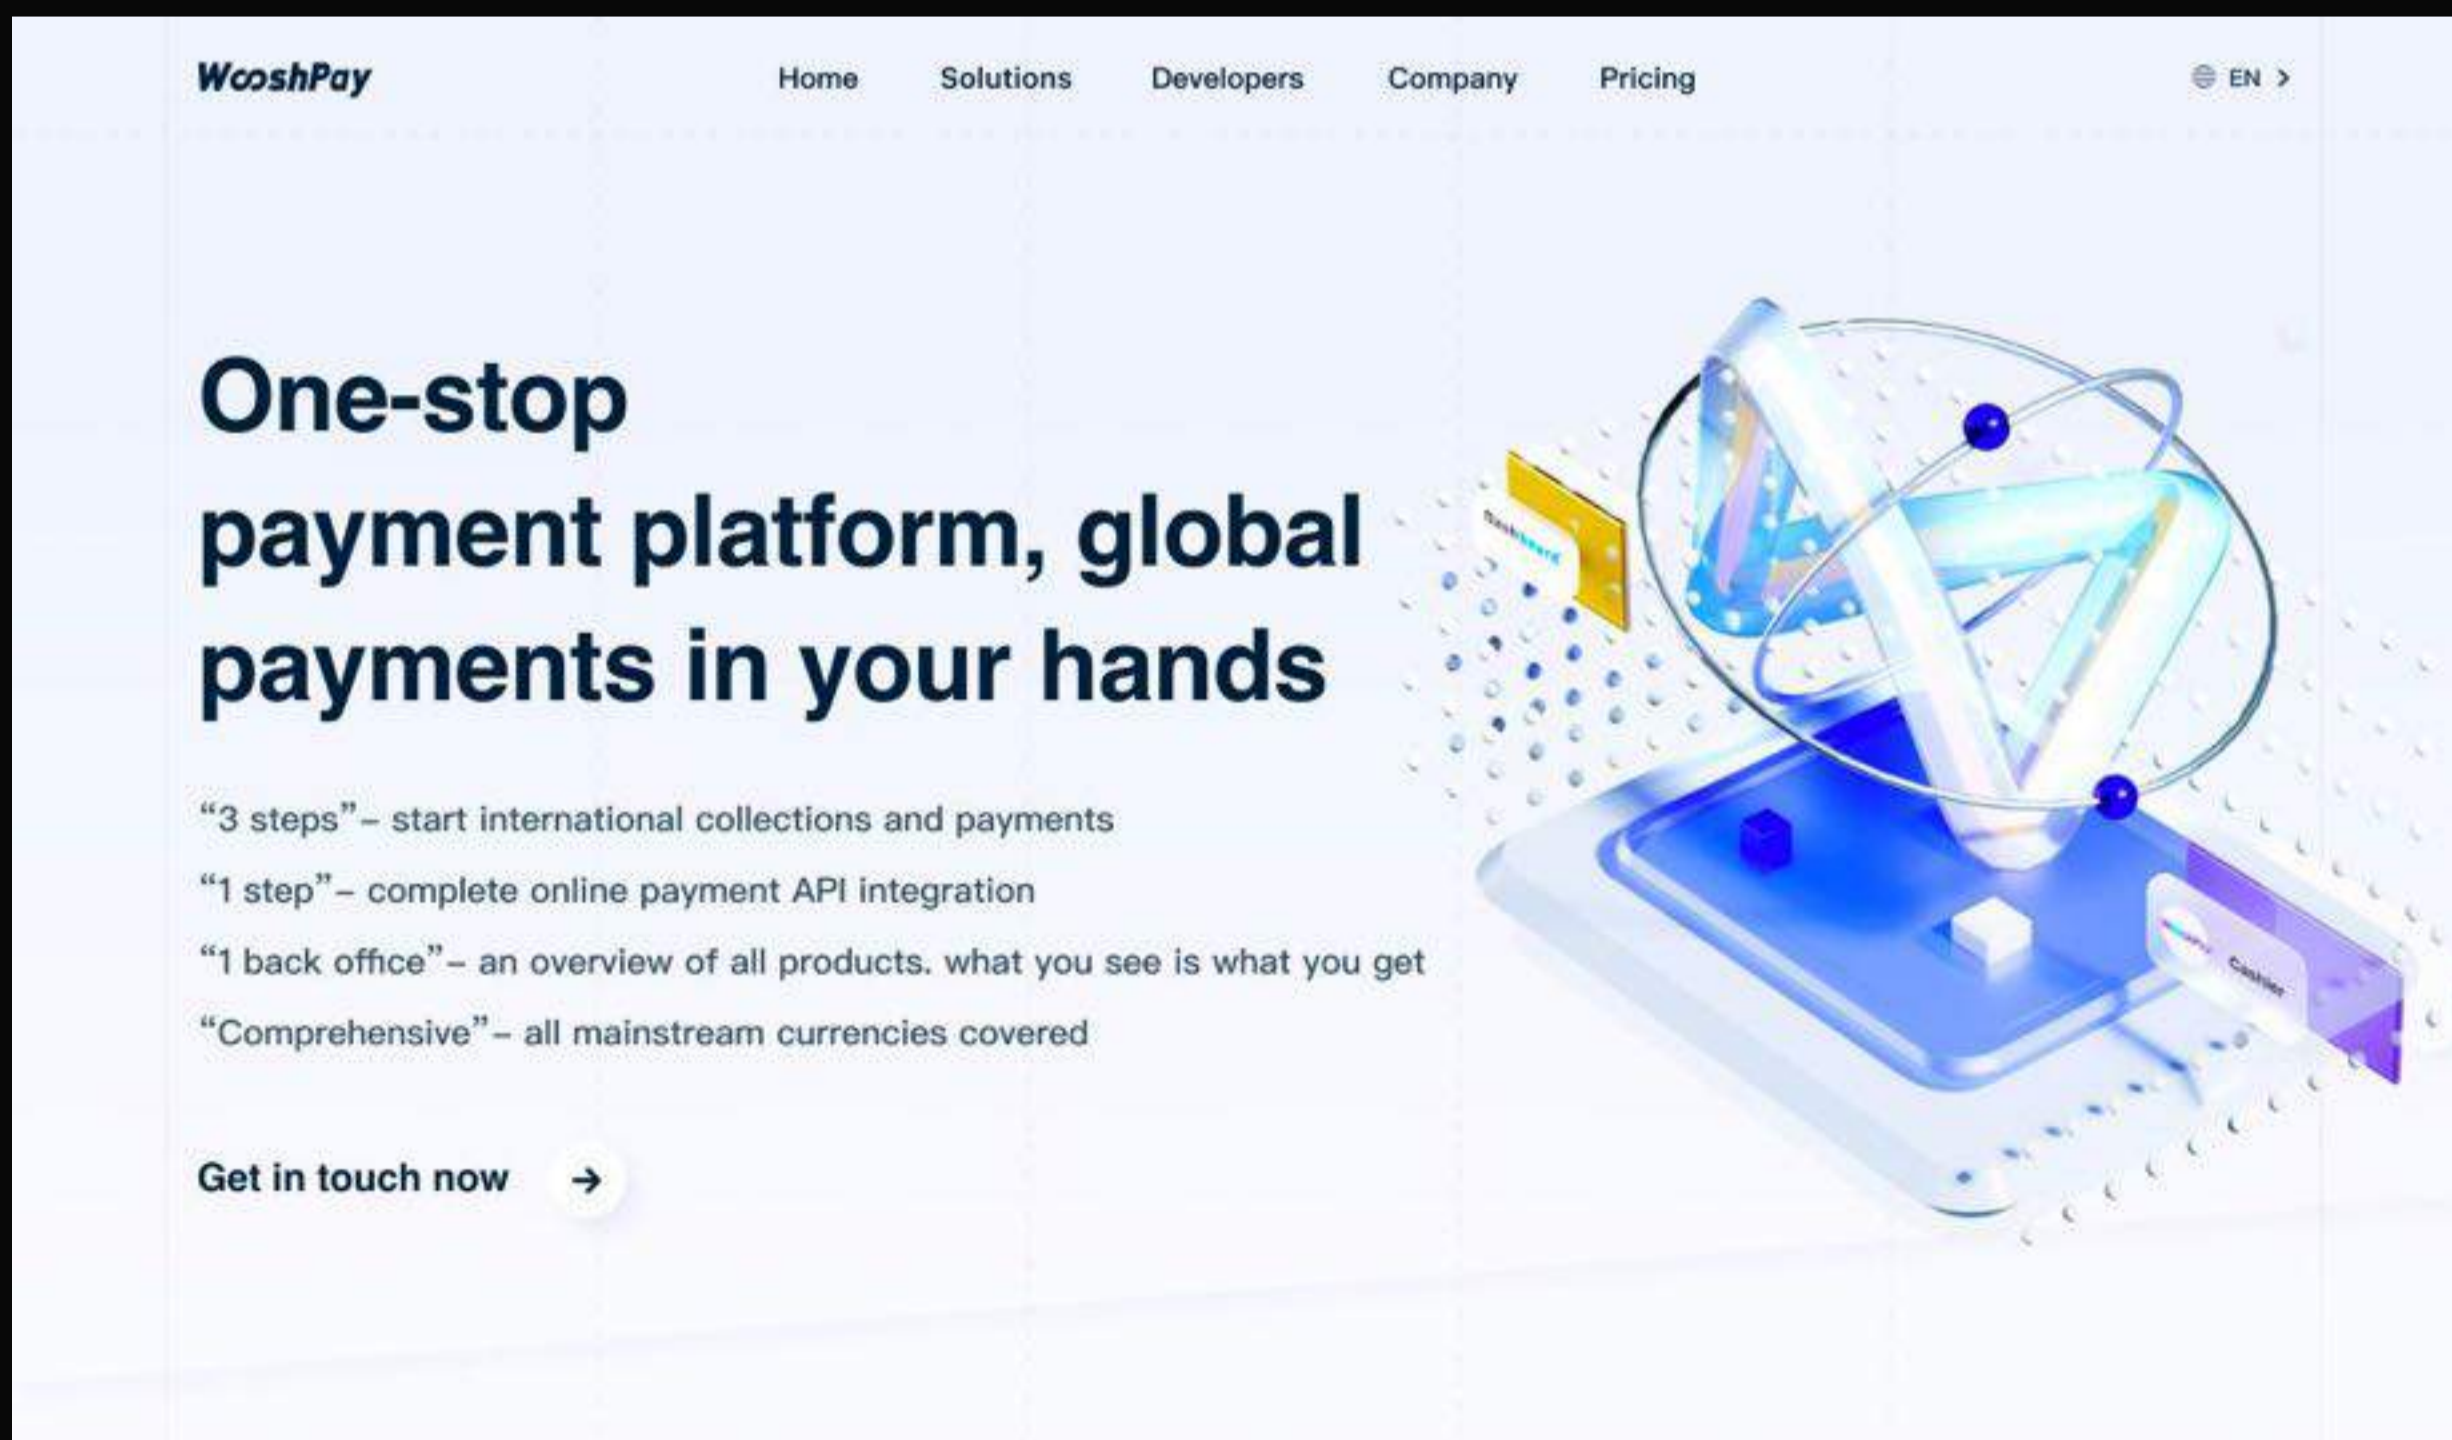 WooshPay
Home Solutions Developers Company Pricing
EN
One-stop
payment platform, global
payments in your hands
“3 steps”– start international collections and payments
“1 step”– complete online payment API integration
“1 back office”– an overview of all products. what you see is what you get
“Comprehensive”– all mainstream currencies covered
Get in touch now
Dashboard
Cashier